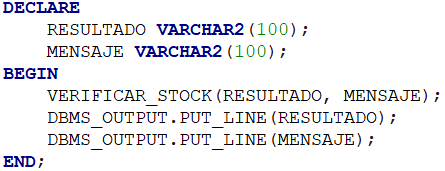 DECLARE
    RESULTADO VARCHAR2(100);
    MENSAJE VARCHAR2(100);
BEGIN
    VERIFICAR_STOCK(RESULTADO, MENSAJE);
    DBMS_OUTPUT.PUT_LINE(RESULTADO);
    DBMS_OUTPUT.PUT_LINE(MENSAJE);
END;